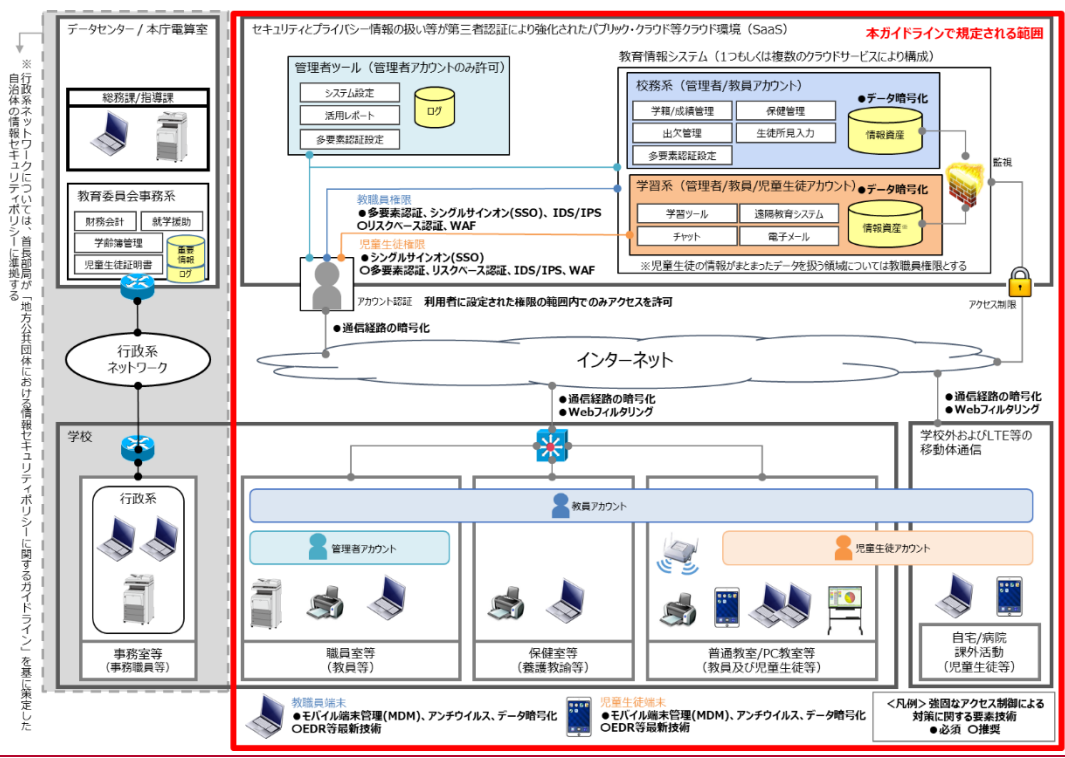 データセンター / 本庁電算室
総務課/指導課
教育委員会事務系
財務会計
就学援助
学齢簿管理
児童生徒証明書
重要
情報
ログ
※行政系ネットワークについては、首長部局が「地方公共団体における情報セキュリティポリシーに関するガイドライン」を基に策定した
自治体の情報セキュリティポリシーに準拠する
行政系
ネットワーク
セキュリティとプライバシー情報の扱い等が第三者認証により強化されたパブリック・クラウド等クラウド環境（SaaS）
本ガイドラインで規定される範囲
管理者ツール（管理者アカウントのみ許可）
システム設定
活用レポート
多要素認証設定
ログ
教育情報システム（１つもしくは複数のクラウドサービスにより構成）
校務系（管理者/教員アカウント）
●データ暗号化
学籍/成績管理
保健管理
出欠管理
生徒所見入力
多要素認証設定
情報資産
監視
学習系（管理者/教員/児童生徒アカウント）
●データ暗号化
学習ツール
遠隔教育システム
チャット
電子メール
情報資産※
※児童生徒の情報がまとまったデータを扱う領域については教職員権限とする
教職員権限
●多要素認証、シングルサインオン(SSO)、IDS/IPS
○リスクベース認証、WAF
児童生徒権限
●シングルサインオン(SSO)
○多要素認証、リスクベース認証、IDS/IPS、WAF
アカウント認証
利用者に設定された権限の範囲内でのみアクセスを許可
アクセス制限
●通信経路の暗号化
インターネット
●通信経路の暗号化
●Webフィルタリング
●通信経路の暗号化
●Webフィルタリング
学校
行政系
事務室等
（事務職員等）
教員アカウント
管理者アカウント
児童生徒アカウント
職員室等
（教員等）
保健室等
（養護教諭等）
普通教室/PC教室等
（教員及び児童生徒等）
学校外およびLTE等の
移動体通信
自宅/病院
課外活動
（児童生徒等）
教職員端末
●モバイル端末管理(MDM)、アンチウイルス、データ暗号化
○EDR等最新技術
児童生徒端末
●モバイル端末管理(MDM)、アンチウイルス、データ暗号化
○EDR等最新技術
＜凡例＞強固なアクセス制御による
対策に関する要素技術
●必須 ○推奨